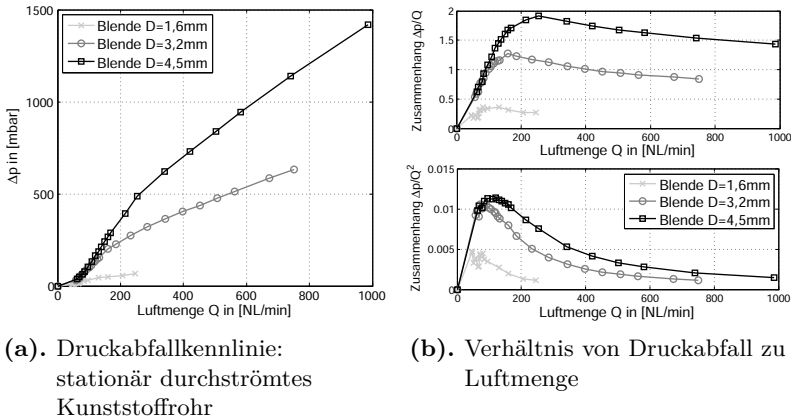 1500
1000
500
0
0
200
400
600
800
1000
Δp in [mbar]
Luftmenge Q in [NL/min]
Blende D=1,6mm
Blende D=3,2mm
Blende D=4,5mm
2
1.5
1
0.5
0
0
200
400
600
800
1000
Zusammenhang Δp/Q
Luftmenge Q in [NL/min]
0.015
0.01
0.005
0
0
200
400
600
800
1000
Zusammenhang Δp/Q²
Luftmenge Q in [NL/min]
Blende D=1,6mm
Blende D=3,2mm
Blende D=4,5mm
(a). Druckabfallkennlinie:
stationär durchströmtes
Kunststoffrohr
(b). Verhältnis von Druckabfall zu
Luftmenge